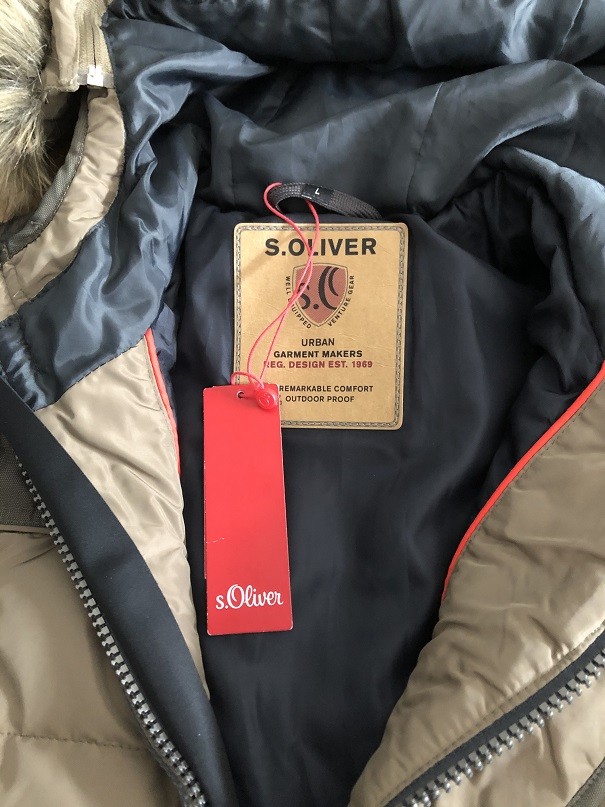 L
S.OLIVER
WELL EQUIPPED VENTURE GEAR
s.O
URBAN
GARMENT MAKERS
REG. DESIGN EST. 1969
REMARKABLE COMFORT
OUTDOOR PROOF
s.Oliver